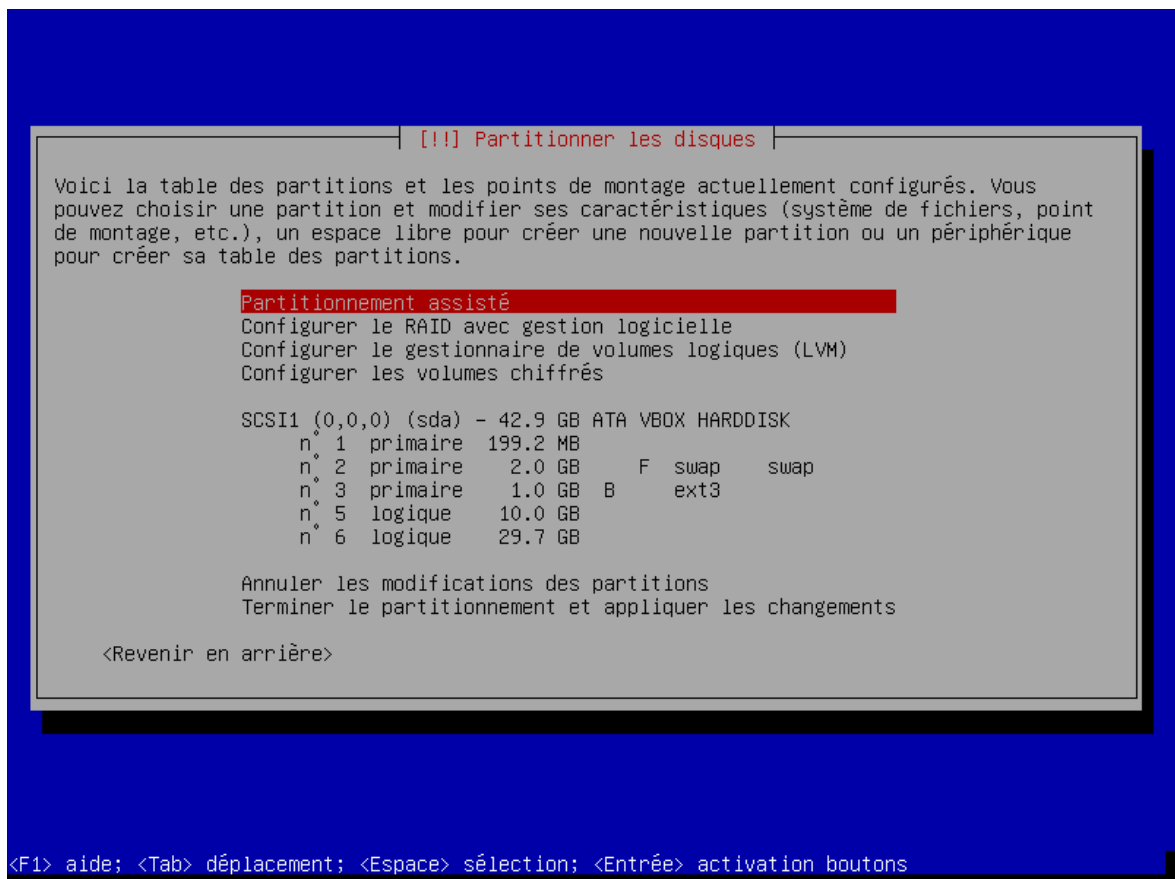 [!!] Partitionner les disques
Voici la table des partitions et les points de montage actuellement configurés. Vous
pouvez choisir une partition et modifier ses caractéristiques (système de fichiers, point
de montage, etc.), un espace libre pour créer une nouvelle partition ou un périphérique
pour créer sa table des partitions.
Partitionnement assisté
Configurer le RAID avec gestion logicielle
Configurer le gestionnaire de volumes logiques (LVM)
Configurer les volumes chiffrés
SCSI1 (0,0,0) (sda) - 42.9 GB ATA VBOX HARDDISK
n° 1 primaire 199.2 MB
n° 2 primaire 2.0 GB F swap swap
n° 3 primaire 1.0 GB B ext3
n° 5 logique 10.0 GB
n° 6 logique 29.7 GB
Annuler les modifications des partitions
Terminer le partitionnement et appliquer les changements
<Revenir en arrière>
<F1> aide; <Tab> déplacement; <Espace> sélection; <Entrée> activation boutons